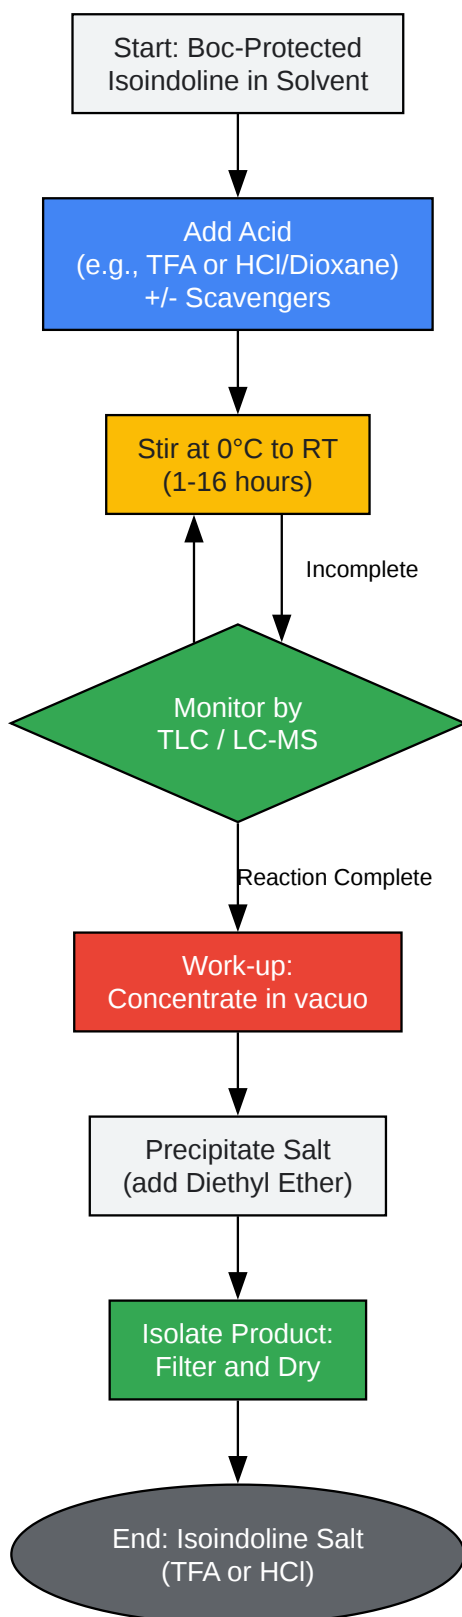 Start: Boc-Protected
Isoindoline in Solvent
Add Acid
(e.g., TFA or HCl/Dioxane)
+/- Scavengers
Stir at 0°C to RT
(1-16 hours)
Incomplete
Monitor by
TLC / LC-MS
Reaction Complete
Work-up:
Concentrate in vacuo
Precipitate Salt
(add Diethyl Ether)
Isolate Product:
Filter and Dry
End: Isoindoline Salt
(TFA or HCl)